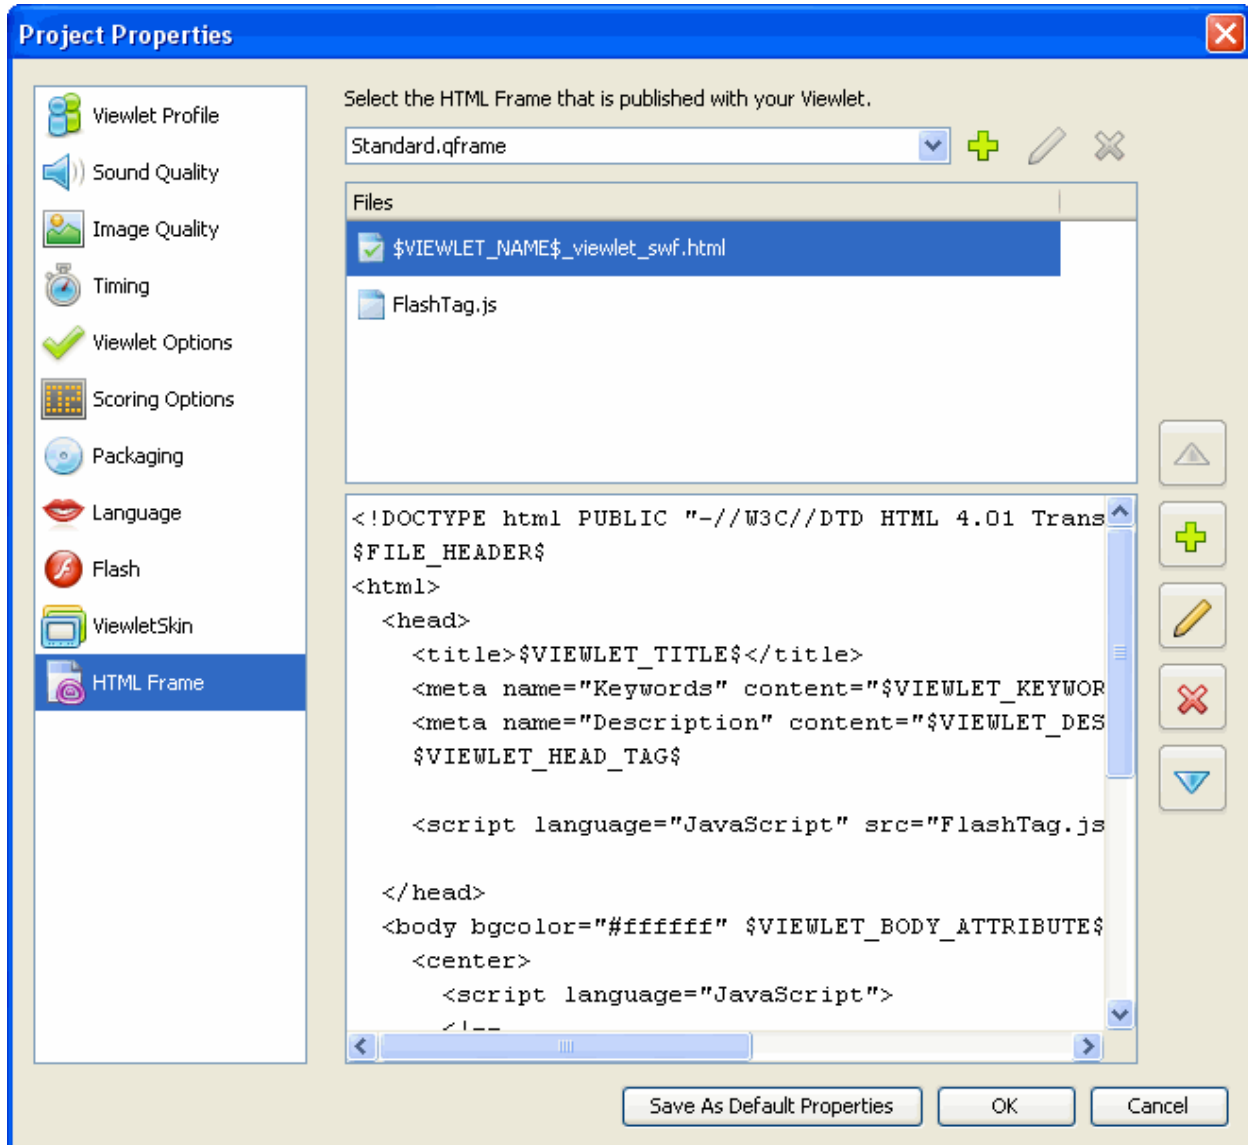 Project Properties
Viewlet Profile
Sound Quality
Image Quality
Timing
Viewlet Options
Scoring Options
Packaging
Language
Flash
ViewletSkin
HTML Frame
Select the HTML Frame that is published with your Viewlet.
Standard.qframe
Files
$VIEWLET_NAME$_viewlet_swf.html
FlashTag.js
<!DOCTYPE html PUBLIC "-//W3C//DTD HTML 4.01 Trans
$FILE_HEADER$
<html>
<head>
<title>$VIEWLET_TITLE$</title>
<meta name="Keywords" content="$VIEWLET_KEYWOR
<meta name="Description" content="$VIEWLET_DES
$VIEWLET_HEAD_TAG$
<script language="JavaScript" src="FlashTag.js
</head>
<body bgcolor="#ffffff" $VIEWLET_BODY_ATTRIBUTE$
<center>
<script language="JavaScript">
<!--
Save As Default Properties
OK
Cancel